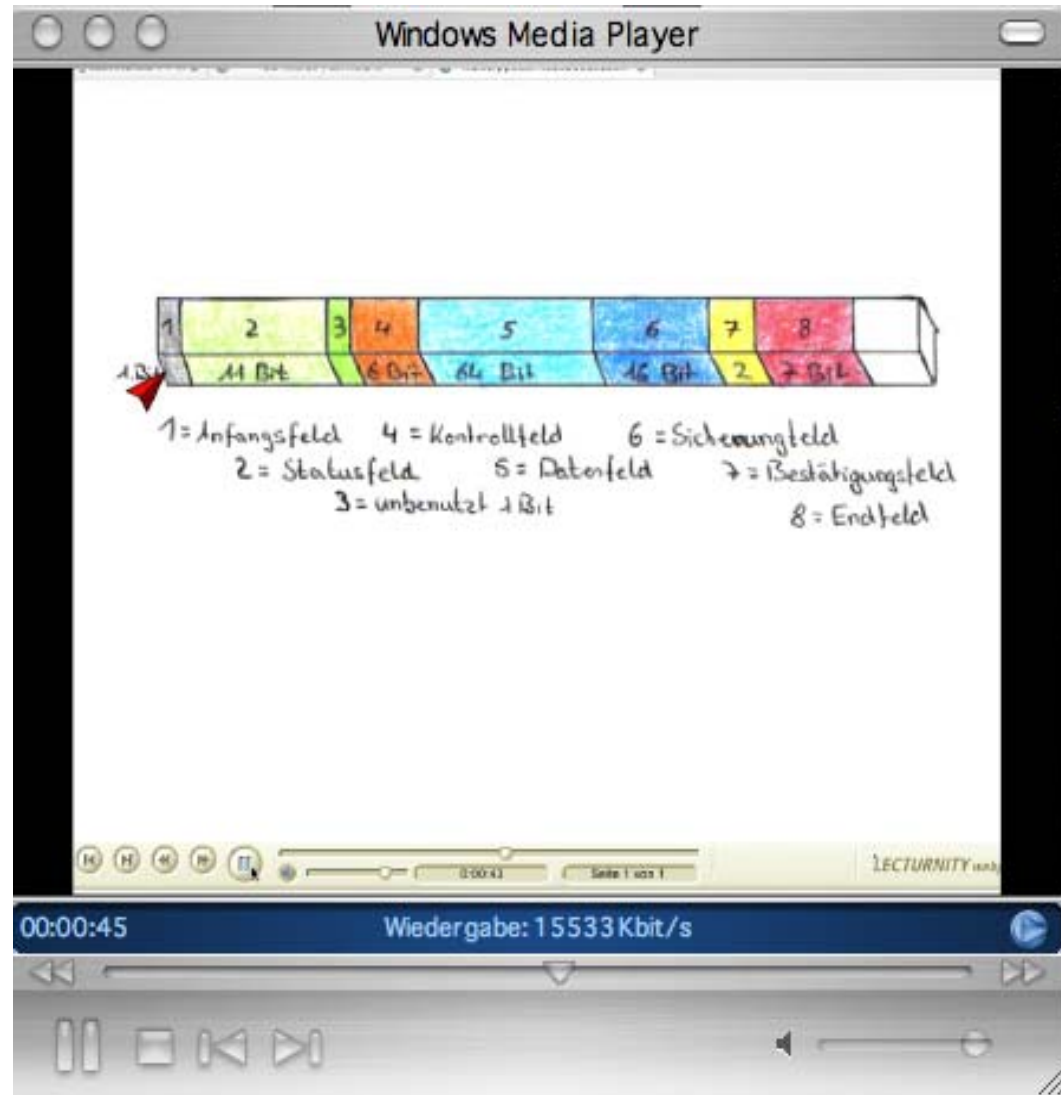 Windows Media Player
1 2 3 4 5 6 7 8
1 Bit 11 Bit 6 Bit 64 Bit 16 Bit 2 7 Bit
1 = Anfangsfeld 4 = Kontrollfeld 6 = Sicherungfeld
2 = Statusfeld 5 = Datenfeld 7 = Bestätigungsfeld
3 = unbenutzt 1 Bit
8 = Endfeld
0:00:43 Seite 1 von 1 LECTURNITY
00:00:45 Wiedergabe: 15533 Kbit/s